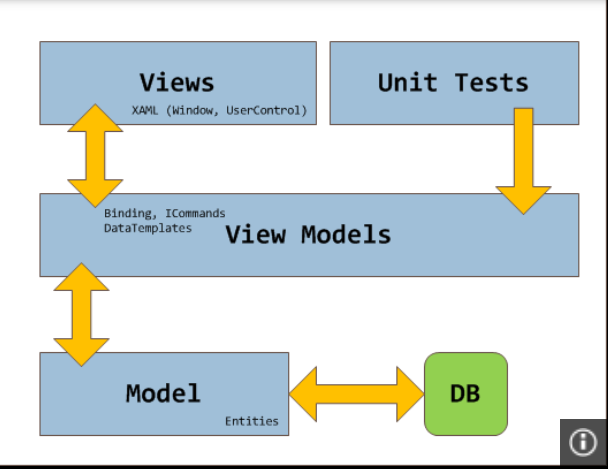 Views
XAML (Window, UserControl)
Unit Tests
Binding, ICommands
DataTemplates
View Models
Model
Entities
DB